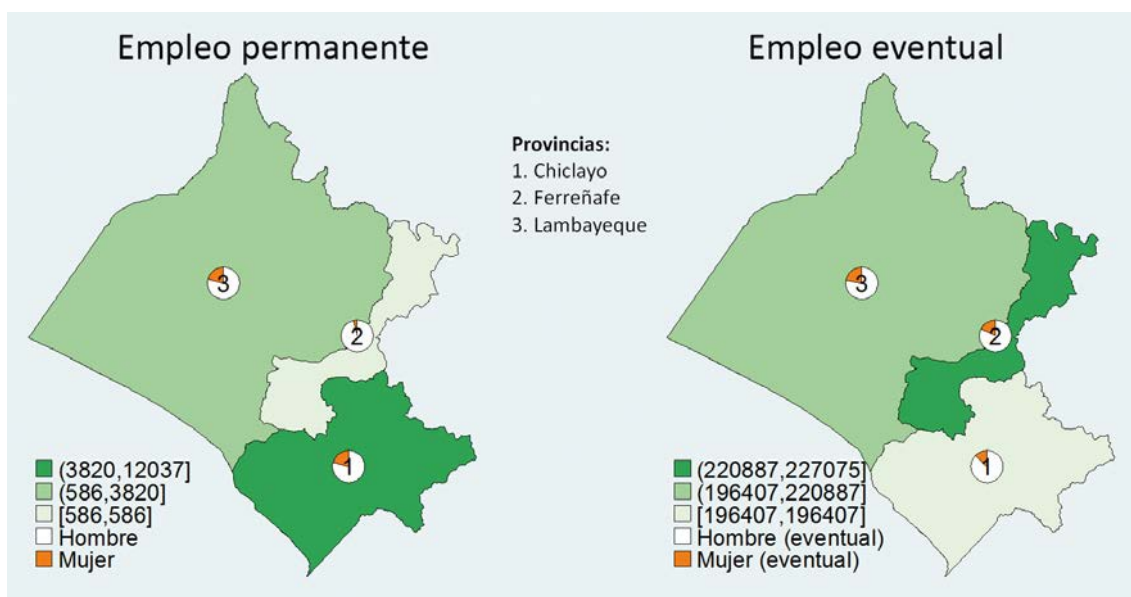 Empleo permanente
Empleo eventual
Provincias:
1. Chiclayo
2. Ferreñafe
3. Lambayeque
3
2
1
(3820,12037]
(586,3820]
[586,586]
Hombre
Mujer
3
2
1
(220887,227075]
(196407,220887]
[196407,196407]
Hombre (eventual)
Mujer (eventual)